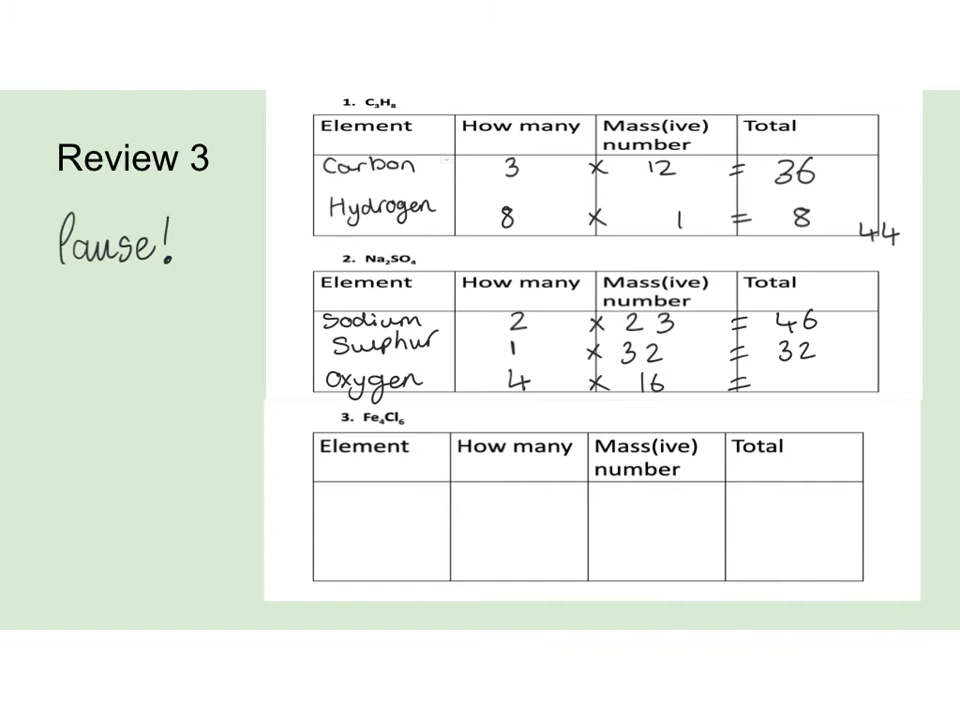 Review 3
Pause!
1. C₃H₈
Element How many Mass(ive) number Total
Carbon 3 × 12 = 36
Hydrogen 8 × 1 = 8 44
2. Na₂SO₄
Element How many Mass(ive) number Total
Sodium 2 × 23 = 46
Sulphur 1 × 32 = 32
Oxygen 4 × 16 =
3. Fe₄Cl₆
Element How many Mass(ive) number Total